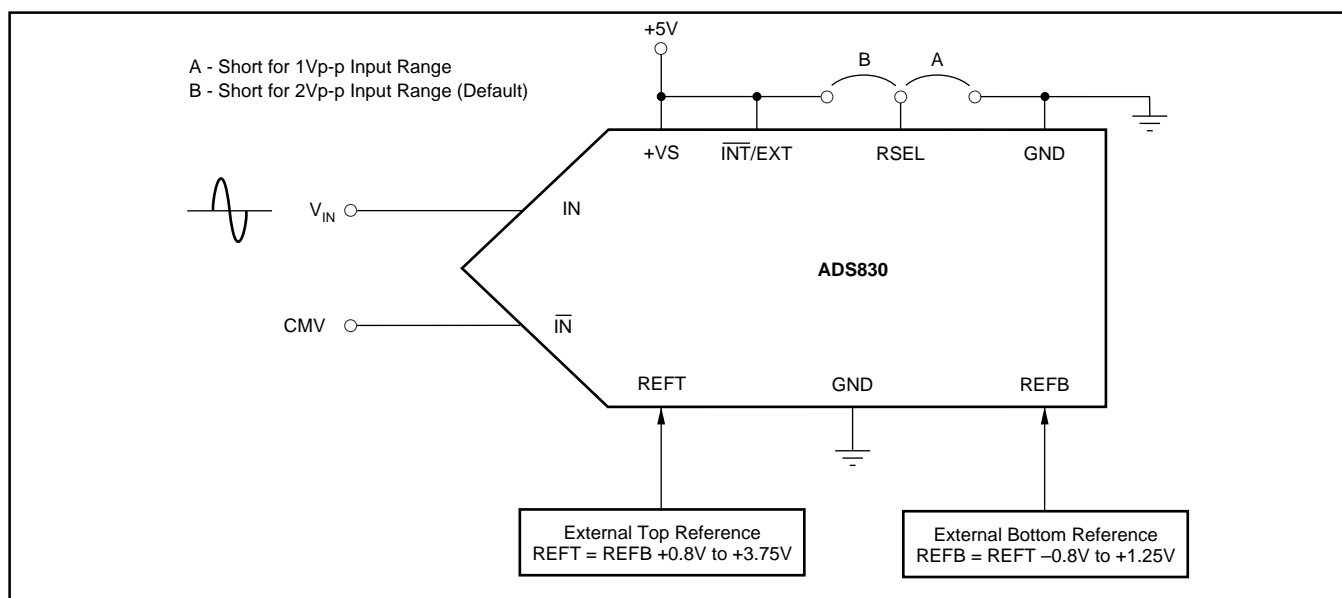 +5V
A - Short for 1Vp-p Input Range
B - Short for 2Vp-p Input Range (Default)
B
A
+VS
I̅N̅T̅/EXT
RSEL
GND
V_IN
IN
ADS830
CMV
I̅N̅
REFT
GND
REFB
External Top Reference
REFT = REFB +0.8V to +3.75V
External Bottom Reference
REFB = REFT –0.8V to +1.25V